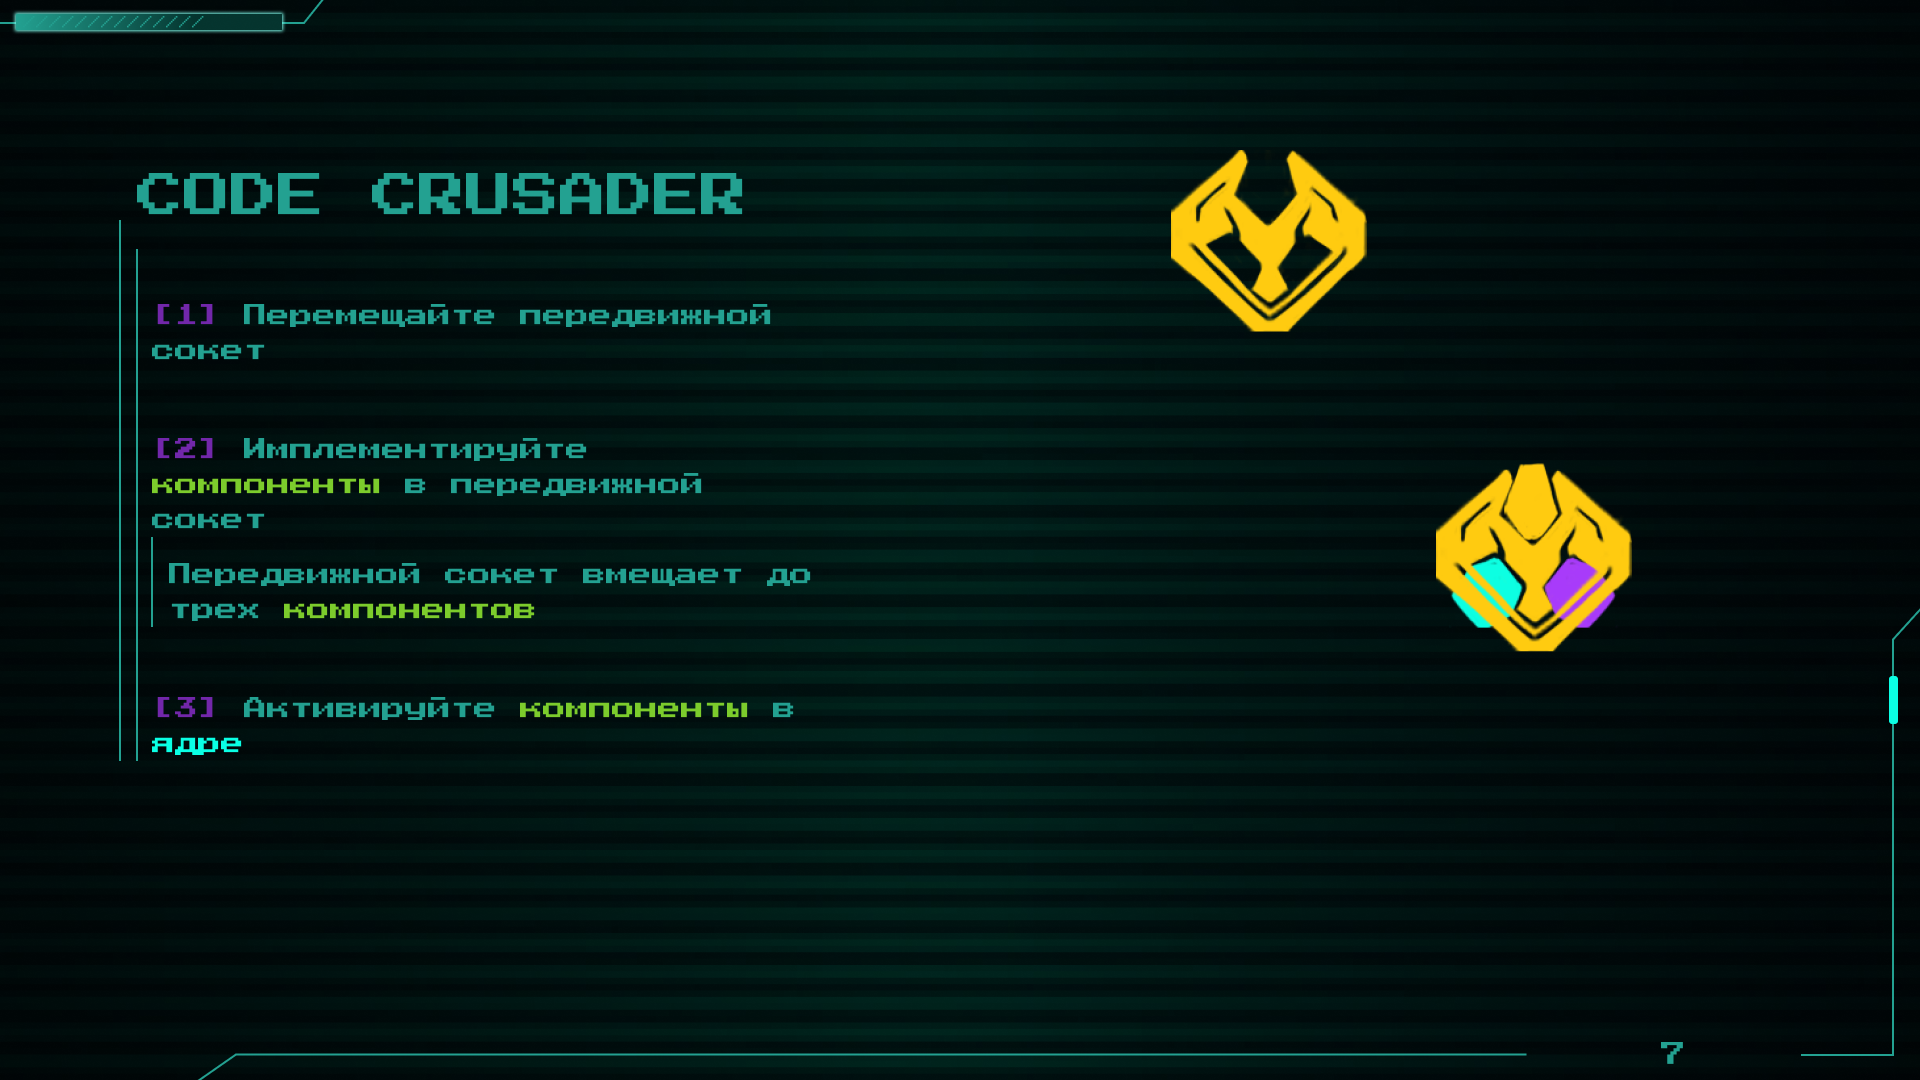 CODE CRUSADER
[1] Перемещайте передвижной
сокет
[2] Имплементируйте
компоненты в передвижной
сокет
Передвижной сокет вмещает до
трех компонентов
[3] Активируйте компоненты в
ядре
7